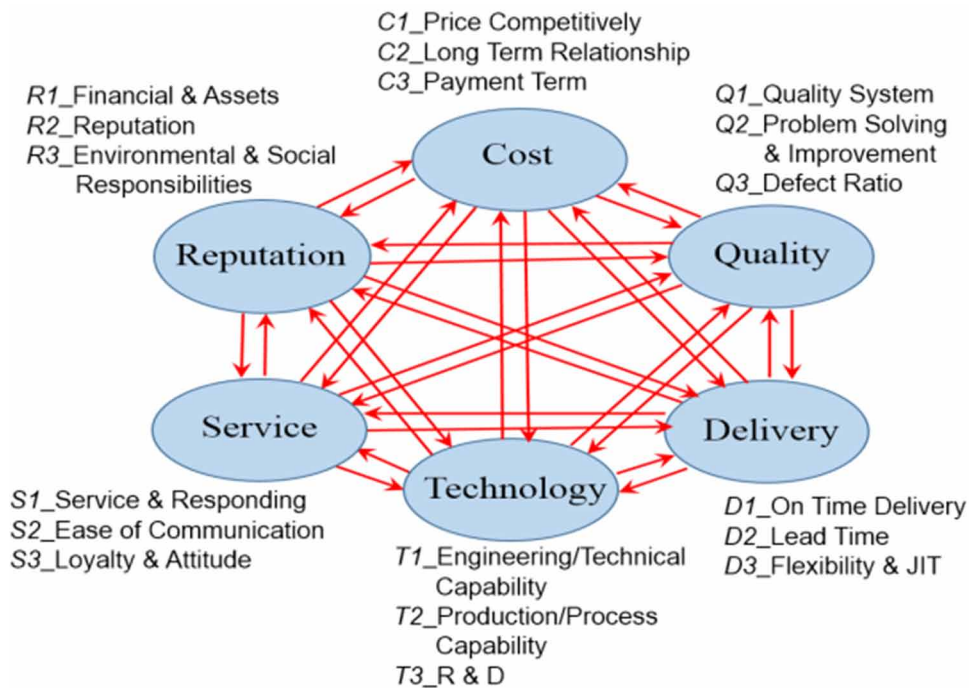 C1_Price Competitively
C2_Long Term Relationship
C3_Payment Term
R1_Financial & Assets
R2_Reputation
R3_Environmental & Social
Responsibilities
Q1_Quality System
Q2_Problem Solving
& Improvement
Q3_Defect Ratio
Cost
Reputation
Quality
Service
Delivery
Technology
S1_Service & Responding
S2_Ease of Communication
S3_Loyalty & Attitude
T1_Engineering/Technical
Capability
T2_Production/Process
Capability
T3_R & D
D1_On Time Delivery
D2_Lead Time
D3_Flexibility & JIT